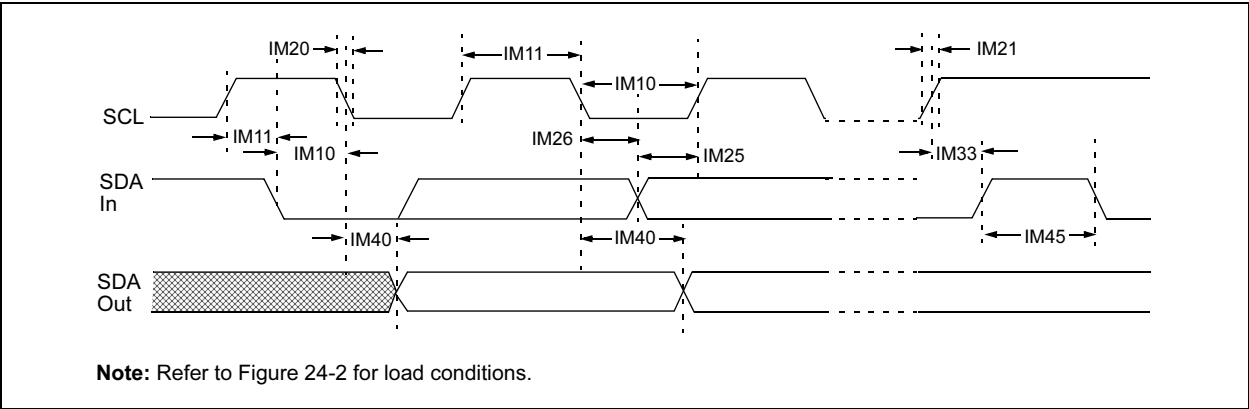 IM20
IM11
IM21
IM10
SCL
IM11
IM26
IM10
IM25
IM33
SDA
In
IM40
IM40
IM45
SDA
Out
Note: Refer to Figure 24-2 for load conditions.